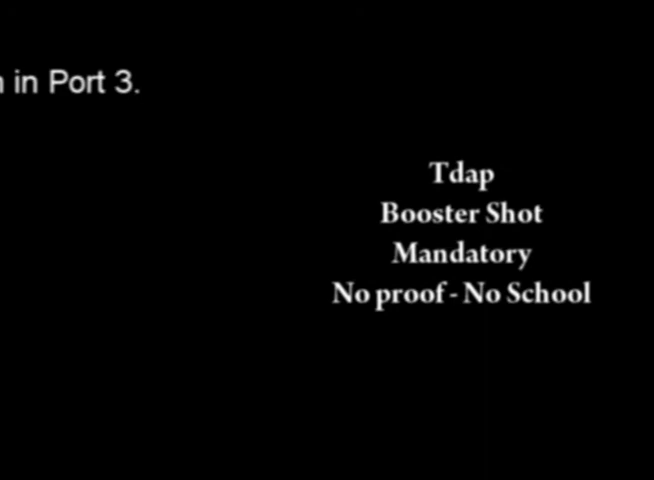 in Port 3.
Tdap
Booster Shot
Mandatory
No proof - No School